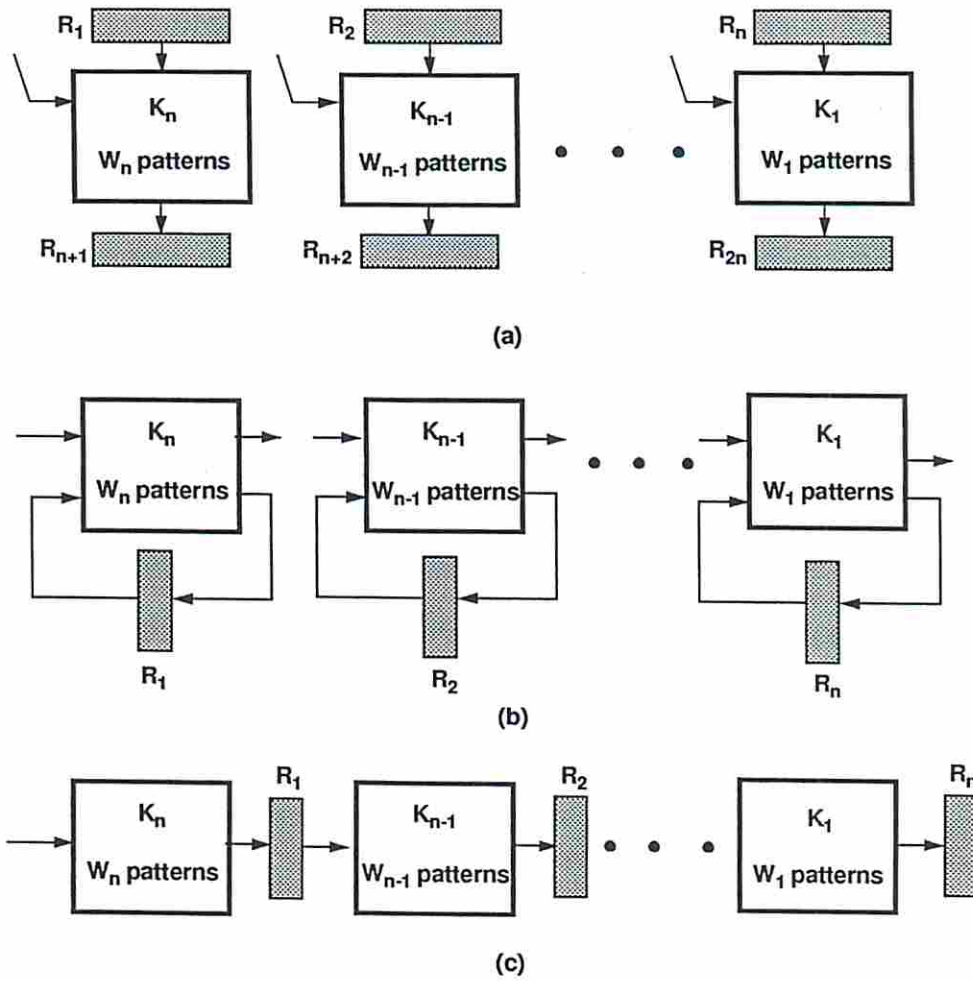 R1 R2 Rn
Kn Kn-1 K1
Wn patterns Wn-1 patterns W1 patterns
Rn+1 Rn+2 R2n
(a)
Kn Kn-1 K1
Wn patterns Wn-1 patterns W1 patterns
R1 R2 Rn
(b)
R1 R2 Rn
Kn Kn-1 K1
Wn patterns Wn-1 patterns W1 patterns
(c)